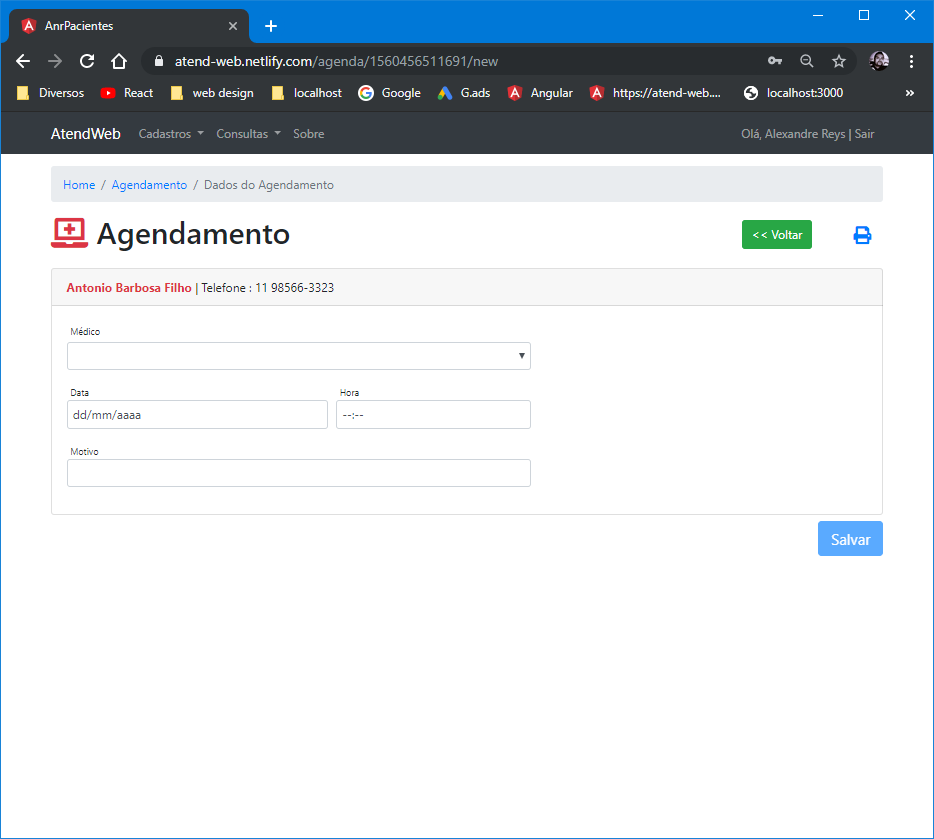 AnrPacientes
atend-web.netlify.com/agenda/1560456511691/new
Diversos React web design localhost Google G.ads Angular https://atend-web.... localhost:3000 »
AtendWeb Cadastros Consultas Sobre Olá, Alexandre Reys | Sair
Home / Agendamento / Dados do Agendamento
Agendamento << Voltar
Antonio Barbosa Filho | Telefone : 11 98566-3323
Médico
Data Hora
dd/mm/aaaa --:--
Motivo
Salvar